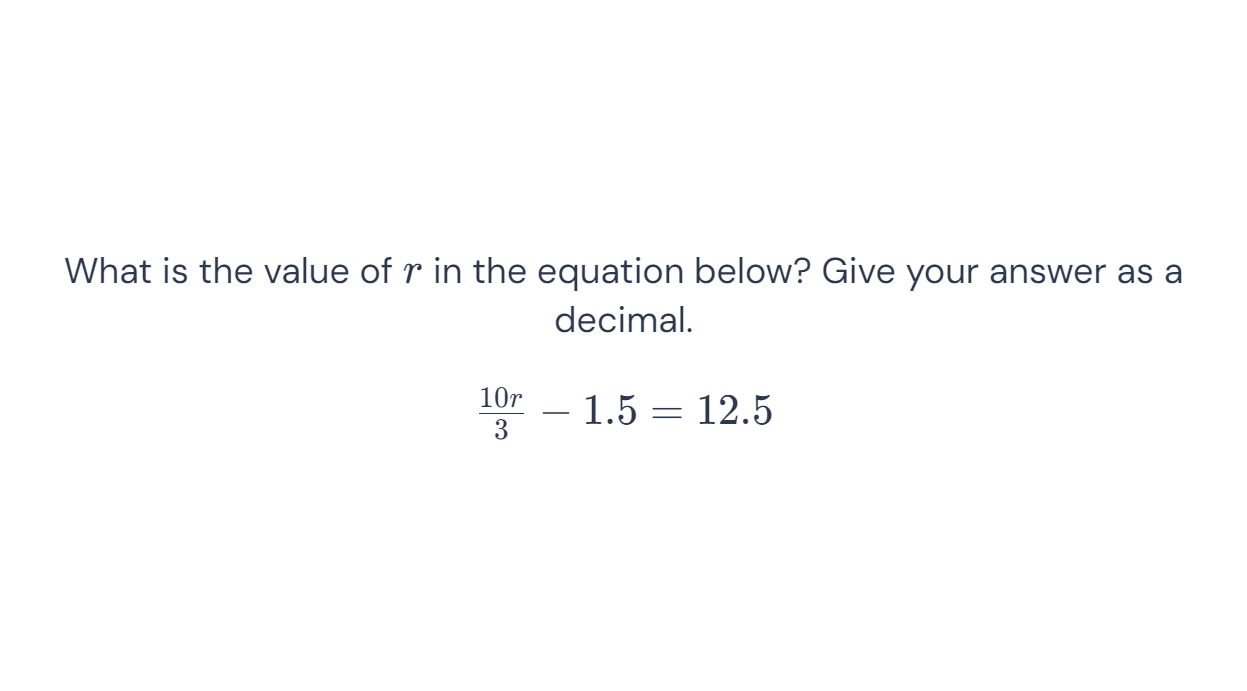 What is the value of r in the equation below? Give your answer as a
decimal.
\frac{10r}{3} − 1.5 = 12.5